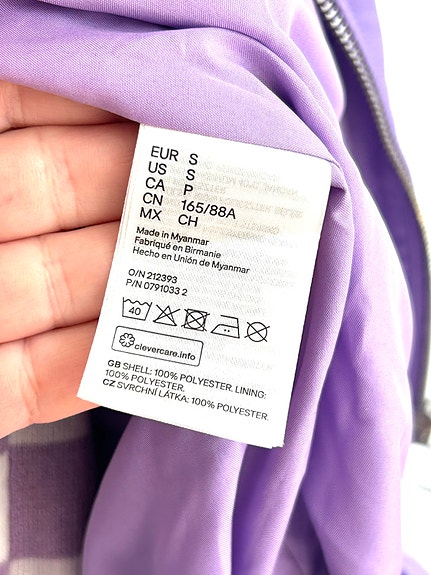 EUR S
US S
CA P
CN 165/88A
MX CH
Made in Myanmar
Fabriqué en Birmanie
Hecho en Unión de Myanmar
O/N 212393
P/N 0791033 2
40
clevercare.info
GB SHELL: 100% POLYESTER. LINING:
100% POLYESTER.
CZ SVRCHNÍ LÁTKA: 100% POLYESTER.